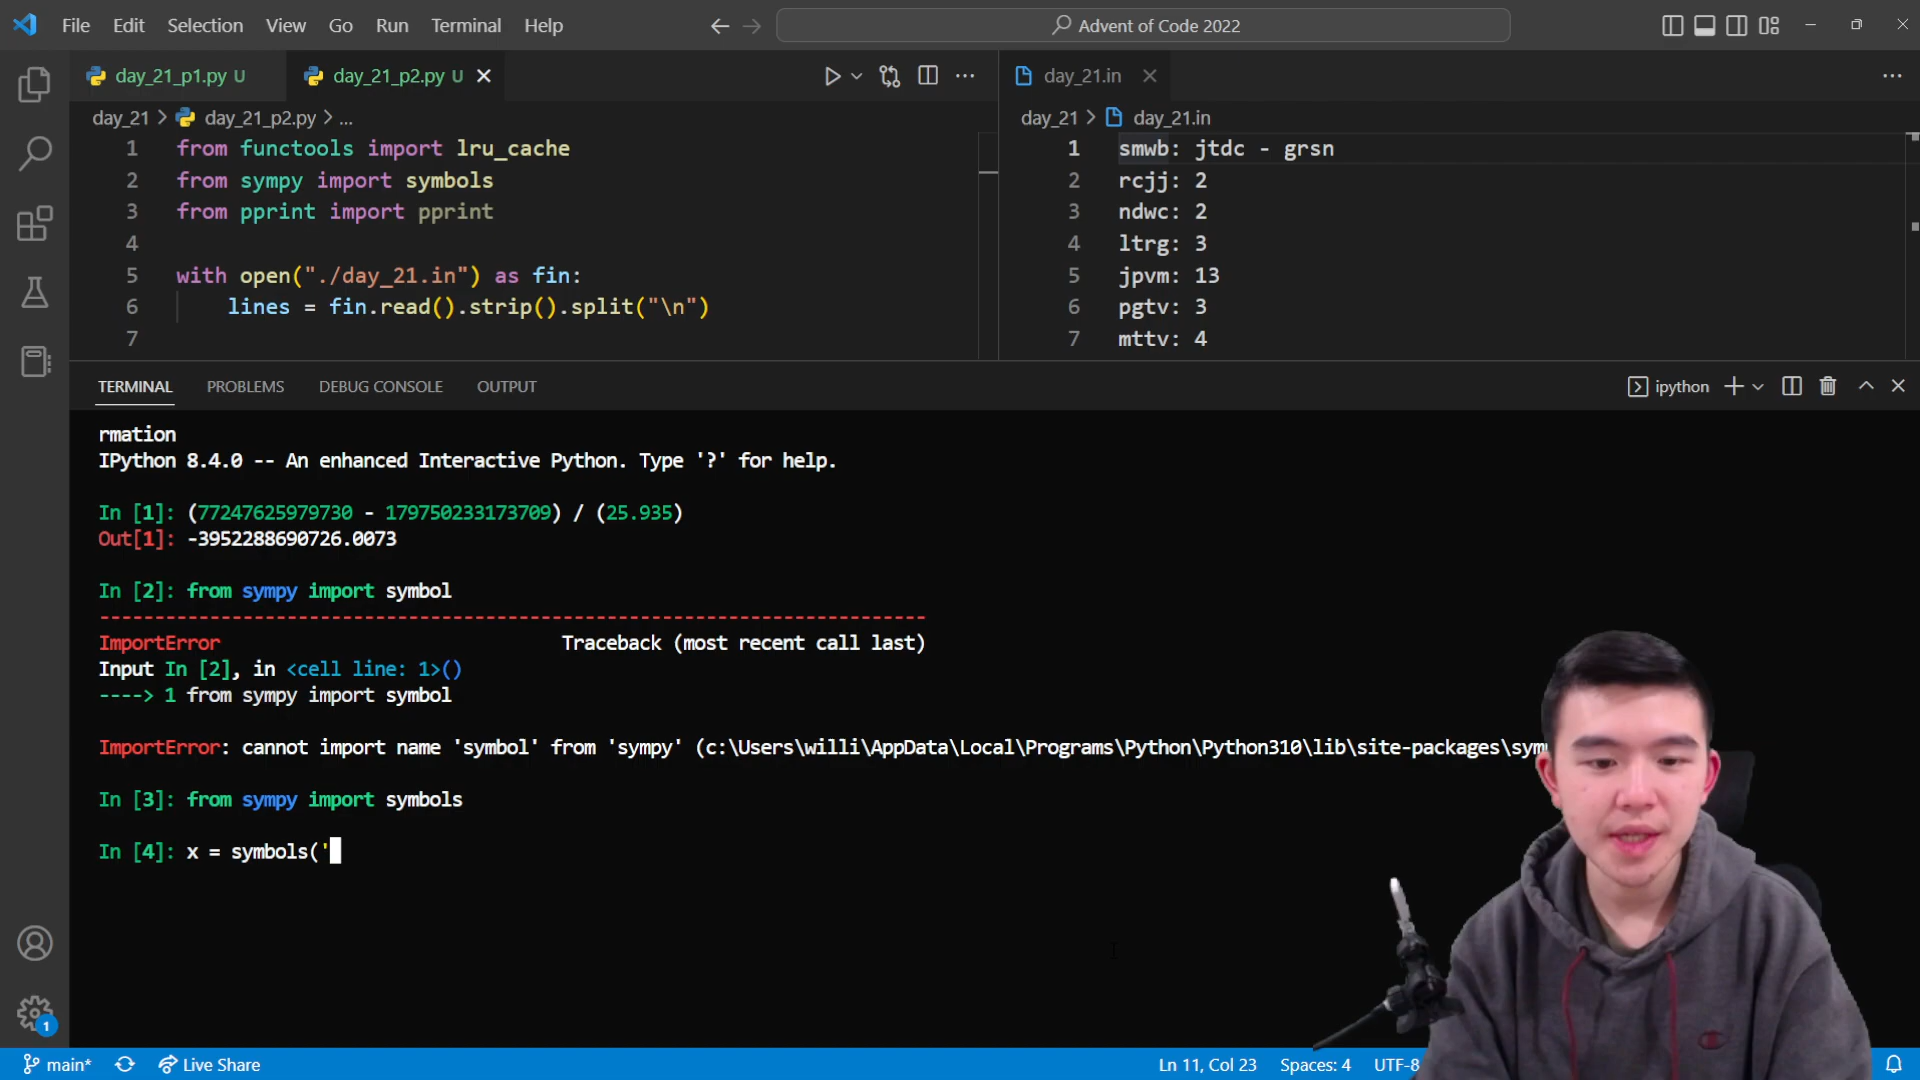 File Edit Selection View Go Run Terminal Help
Advent of Code 2022
day_21_p1.py U
day_21_p2.py U
day_21.in
day_21 > day_21_p2.py > ...
1 from functools import lru_cache
2 from sympy import symbols
3 from pprint import pprint
4
5 with open("./day_21.in") as fin:
6 lines = fin.read().strip().split("\n")
7
day_21 > day_21.in
1 smwb: jtdc - grsn
2 rcjj: 2
3 ndwc: 2
4 ltrg: 3
5 jpvm: 13
6 pgtv: 3
7 mttv: 4
TERMINAL PROBLEMS DEBUG CONSOLE OUTPUT
ipython
rmation
IPython 8.4.0 -- An enhanced Interactive Python. Type '?' for help.
In [1]: (77247625979730 - 179750233173709) / (25.935)
Out[1]: -3952288690726.0073
In [2]: from sympy import symbol
---------------------------------------------------------------------------
ImportError Traceback (most recent call last)
Input In [2], in <cell line: 1>()
----> 1 from sympy import symbol
ImportError: cannot import name 'symbol' from 'sympy' (c:\Users\willi\AppData\Local\Programs\Python\Python310\lib\site-packages\sym
In [3]: from sympy import symbols
In [4]: x = symbols('
1
main* Live Share
Ln 11, Col 23 Spaces: 4 UTF-8